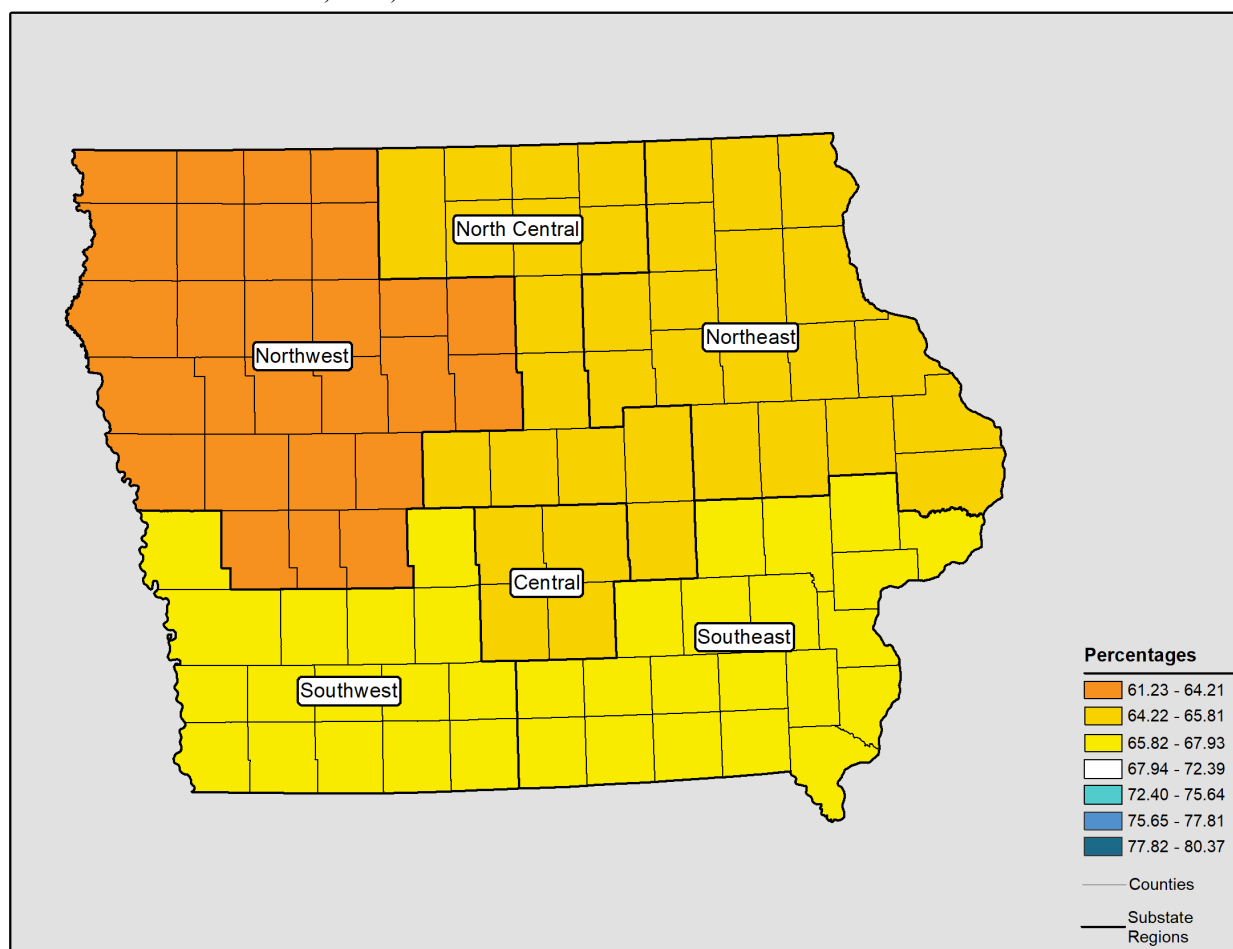 North Central
Northeast
Northwest
Central
Southeast
Southwest
Percentages
61.23 - 64.21
64.22 - 65.81
65.82 - 67.93
67.94 - 72.39
72.40 - 75.64
75.65 - 77.81
77.82 - 80.37
Counties
Substate
Regions